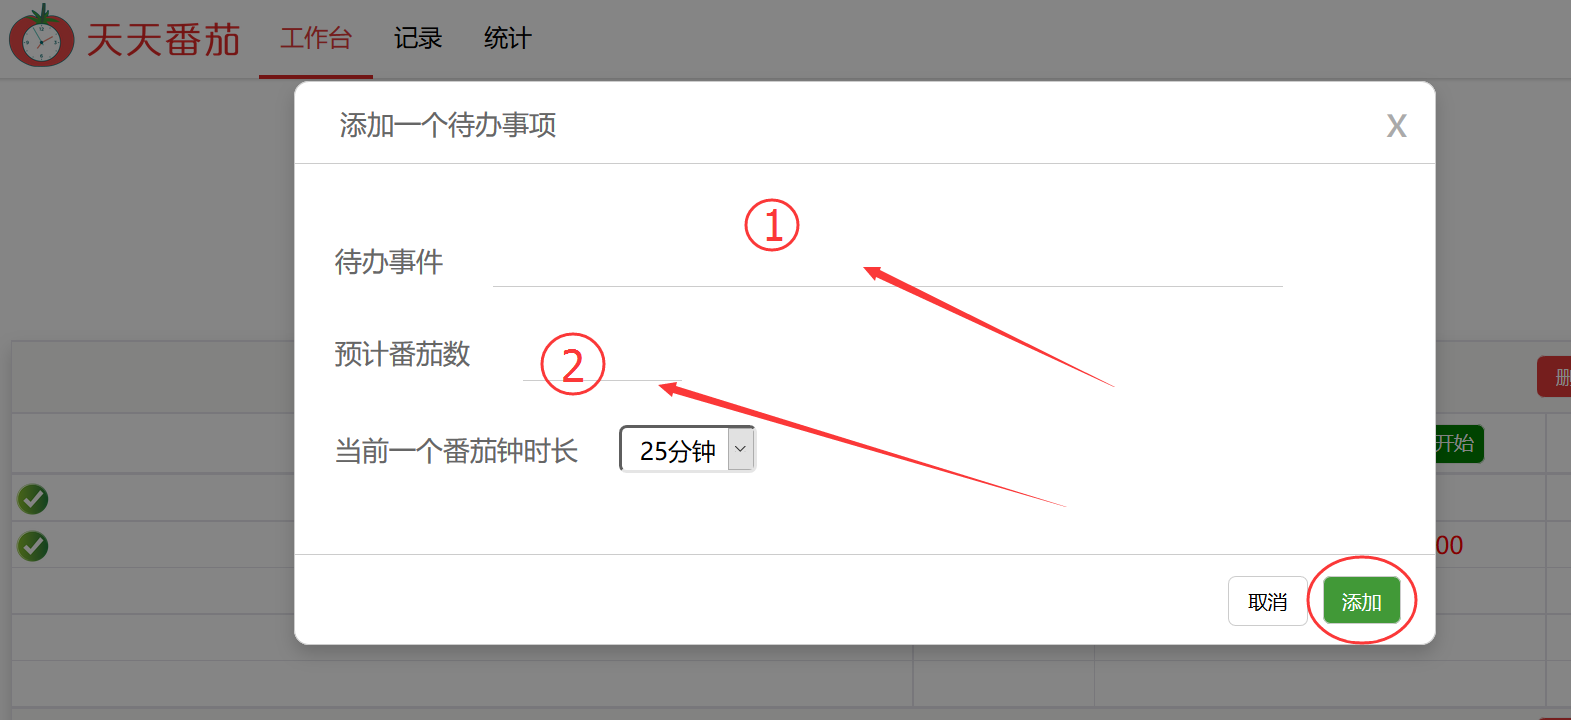 天天番茄 工作台 记录 统计
添加一个待办事项 X
①
待办事件
预计番茄数 ②
删
当前一个番茄钟时长 25分钟
开始
00
取消 添加